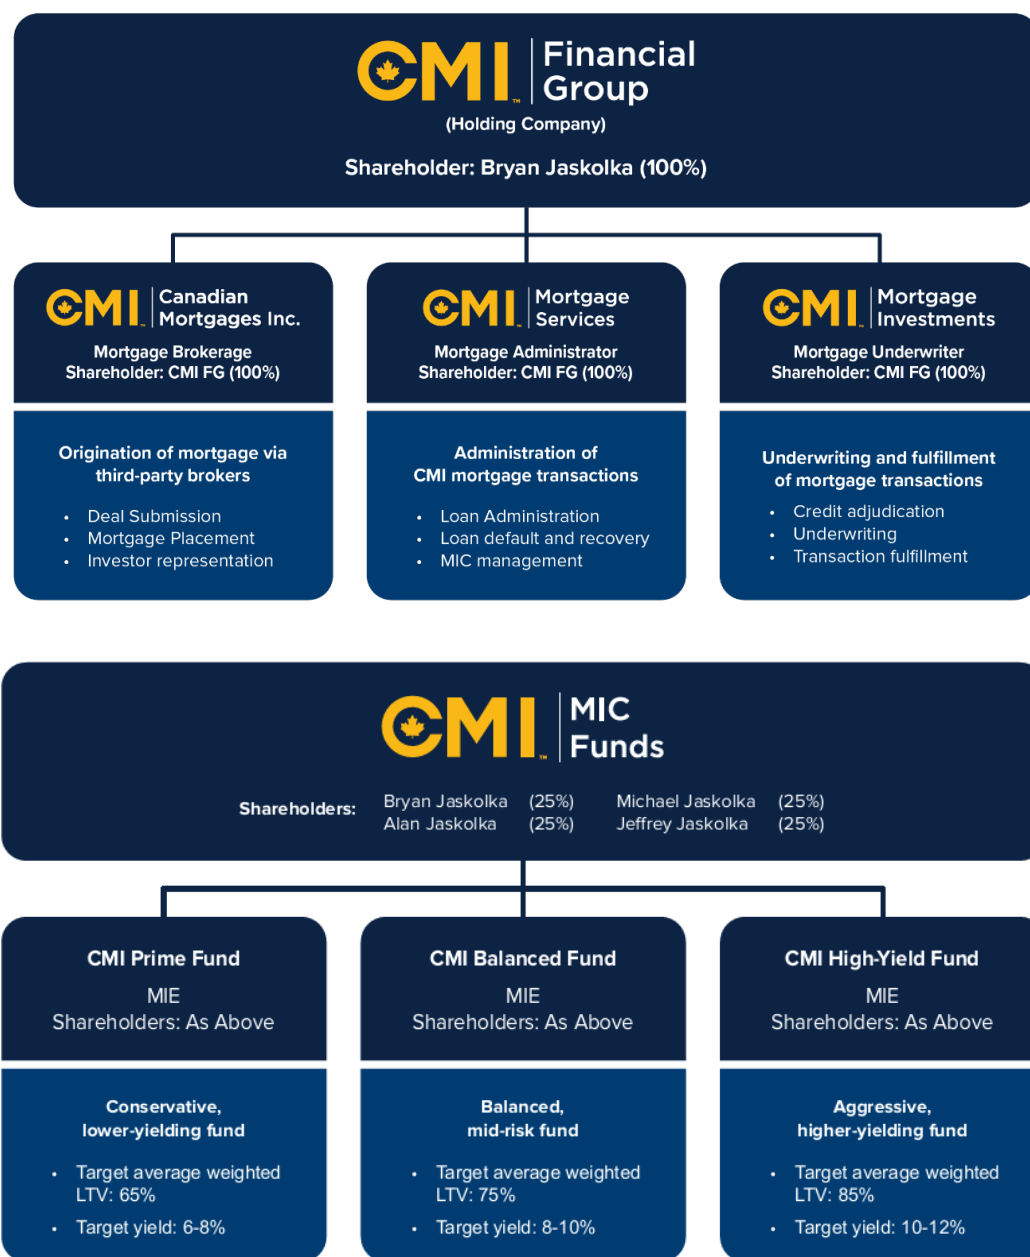 CMI™ Financial
Group
(Holding Company)
Shareholder: Bryan Jaskolka (100%)
CMI™ Canadian
Mortgages Inc.
Mortgage Brokerage
Shareholder: CMI FG (100%)
Origination of mortgage via
third-party brokers
• Deal Submission
• Mortgage Placement
• Investor representation
CMI™ Mortgage
Services
Mortgage Administrator
Shareholder: CMI FG (100%)
Administration of
CMI mortgage transactions
• Loan Administration
• Loan default and recovery
• MIC management
CMI™ Mortgage
Investments
Mortgage Underwriter
Shareholder: CMI FG (100%)
Underwriting and fulfillment
of mortgage transactions
• Credit adjudication
• Underwriting
• Transaction fulfillment
CMI™ MIC
Funds
Shareholders: Bryan Jaskolka (25%) Michael Jaskolka (25%)
Alan Jaskolka (25%) Jeffrey Jaskolka (25%)
CMI Prime Fund
MIE
Shareholders: As Above
Conservative,
lower-yielding fund
• Target average weighted
LTV: 65%
• Target yield: 6-8%
CMI Balanced Fund
MIE
Shareholders: As Above
Balanced,
mid-risk fund
• Target average weighted
LTV: 75%
• Target yield: 8-10%
CMI High-Yield Fund
MIE
Shareholders: As Above
Aggressive,
higher-yielding fund
• Target average weighted
LTV: 85%
• Target yield: 10-12%